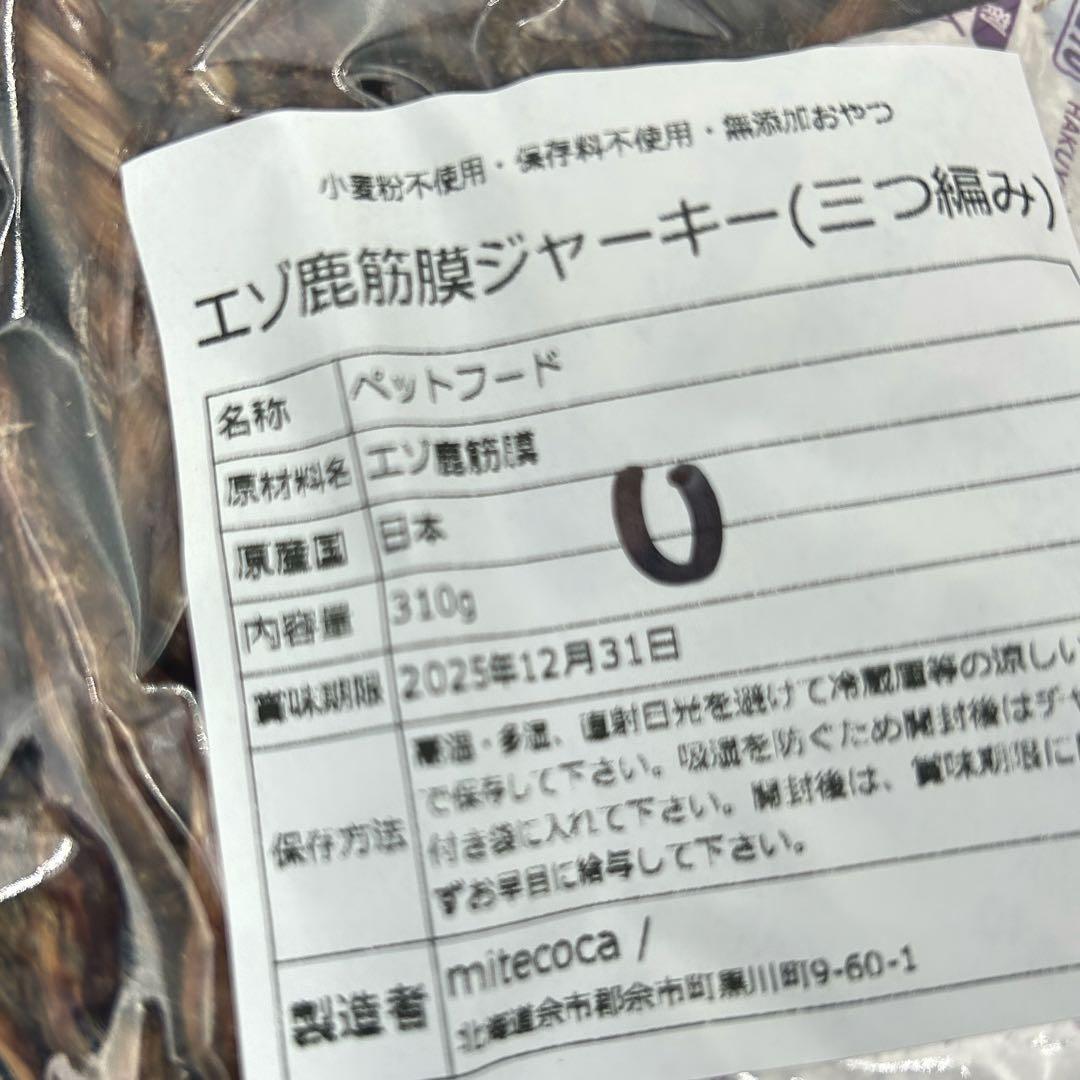 小麦粉不使用・保存料不使用・無添加おやつ
エゾ鹿筋膜ジャーキー(三つ編み)
名称 ペットフード
原材料名 エゾ鹿筋膜
原産国 日本
内容量 310g
賞味期限 2025年12月31日
保存方法 高温・多湿、直射日光を避けて冷蔵庫等の涼しい
で保存して下さい。吸湿を防ぐため開封後はチャ
付き袋に入れて下さい。開封後は、賞味期限に
ずお早目に給与して下さい。
製造者 mitecoca /
北海道余市郡余市町黒川町9-60-1
U
HAKUY